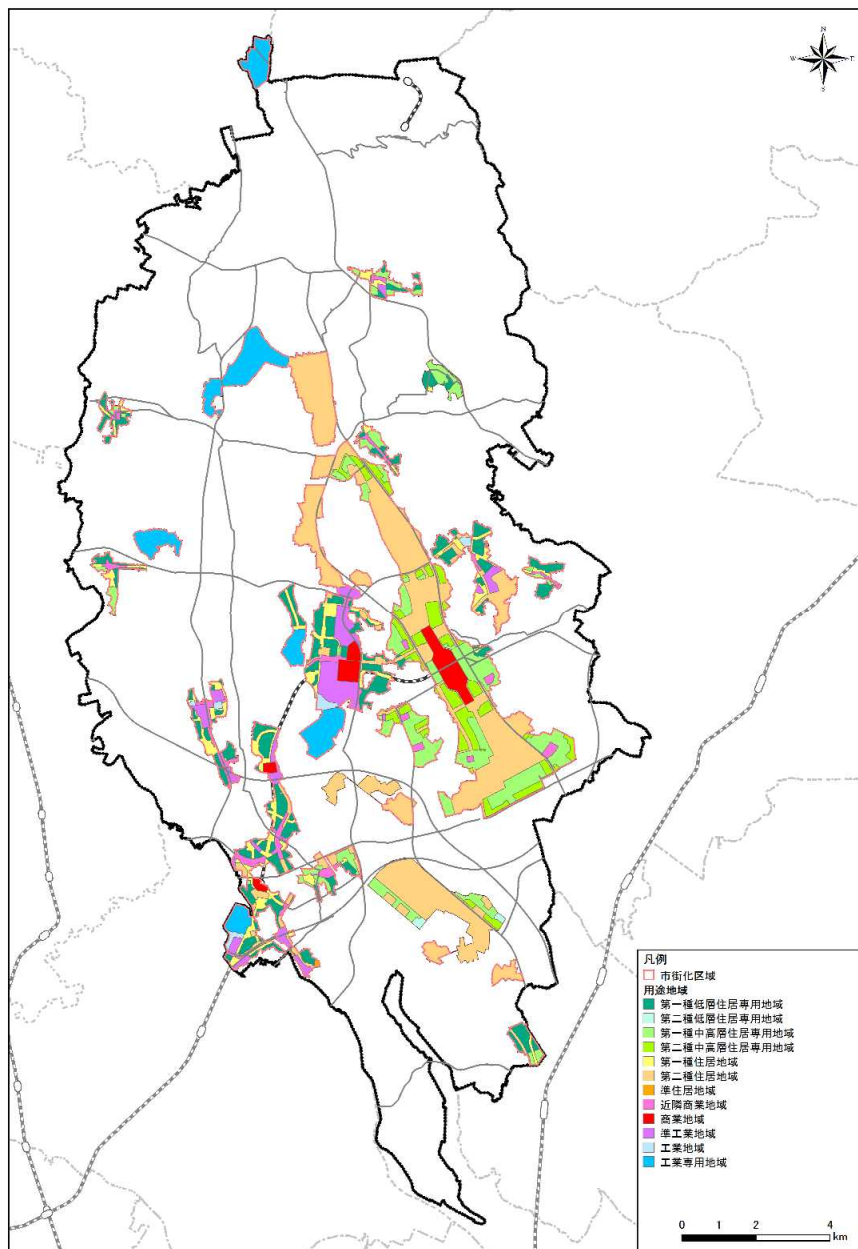 N
W
E
S
凡例
市街化区域
用途地域
第一種低層住居専用地域
第二種低層住居専用地域
第一種中高層住居専用地域
第二種中高層住居専用地域
第一種住居地域
第二種住居地域
準住居地域
近隣商業地域
商業地域
準工業地域
工業地域
工業専用地域
0 1 2 4
km